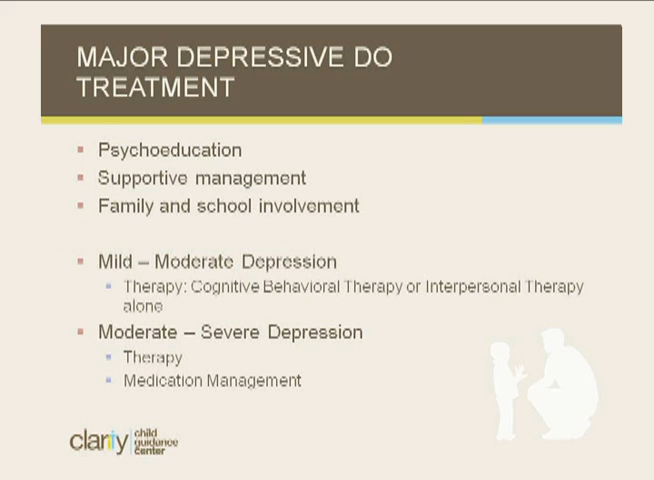 MAJOR DEPRESSIVE DO
TREATMENT
Psychoeducation
Supportive management
Family and school involvement
Mild – Moderate Depression
Therapy: Cognitive Behavioral Therapy or Interpersonal Therapy
alone
Moderate – Severe Depression
Therapy
Medication Management
clarity child
guidance
center